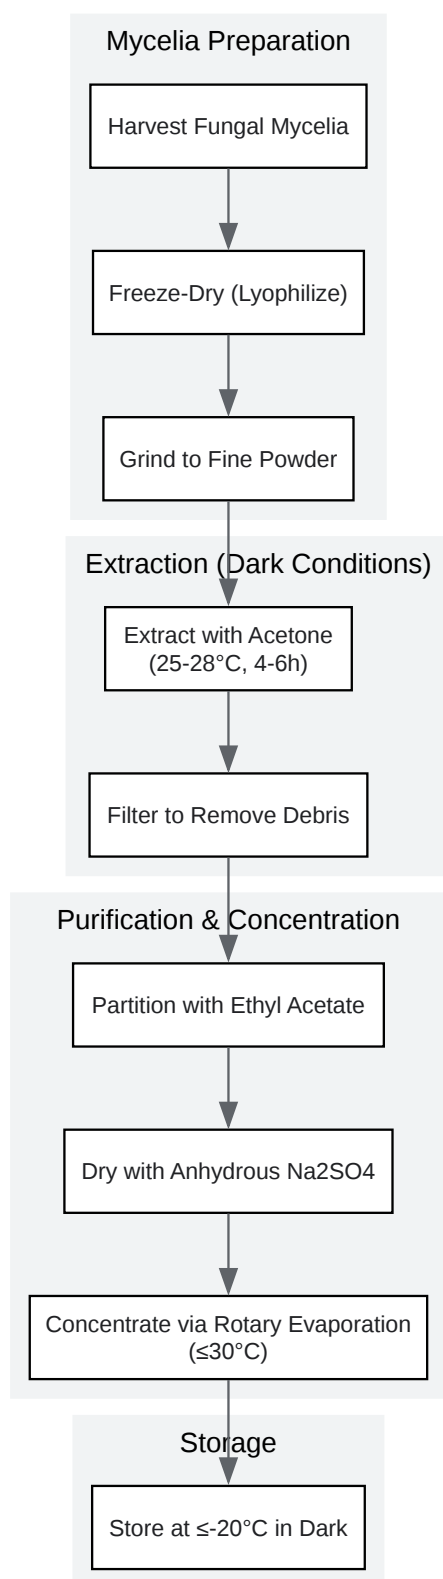 Mycelia Preparation
Harvest Fungal Mycelia
Freeze-Dry (Lyophilize)
Grind to Fine Powder
Extraction (Dark Conditions)
Extract with Acetone
(25-28°C, 4-6h)
Filter to Remove Debris
Purification & Concentration
Partition with Ethyl Acetate
Dry with Anhydrous Na2SO4
Concentrate via Rotary Evaporation
(≤30°C)
Storage
Store at ≤-20°C in Dark